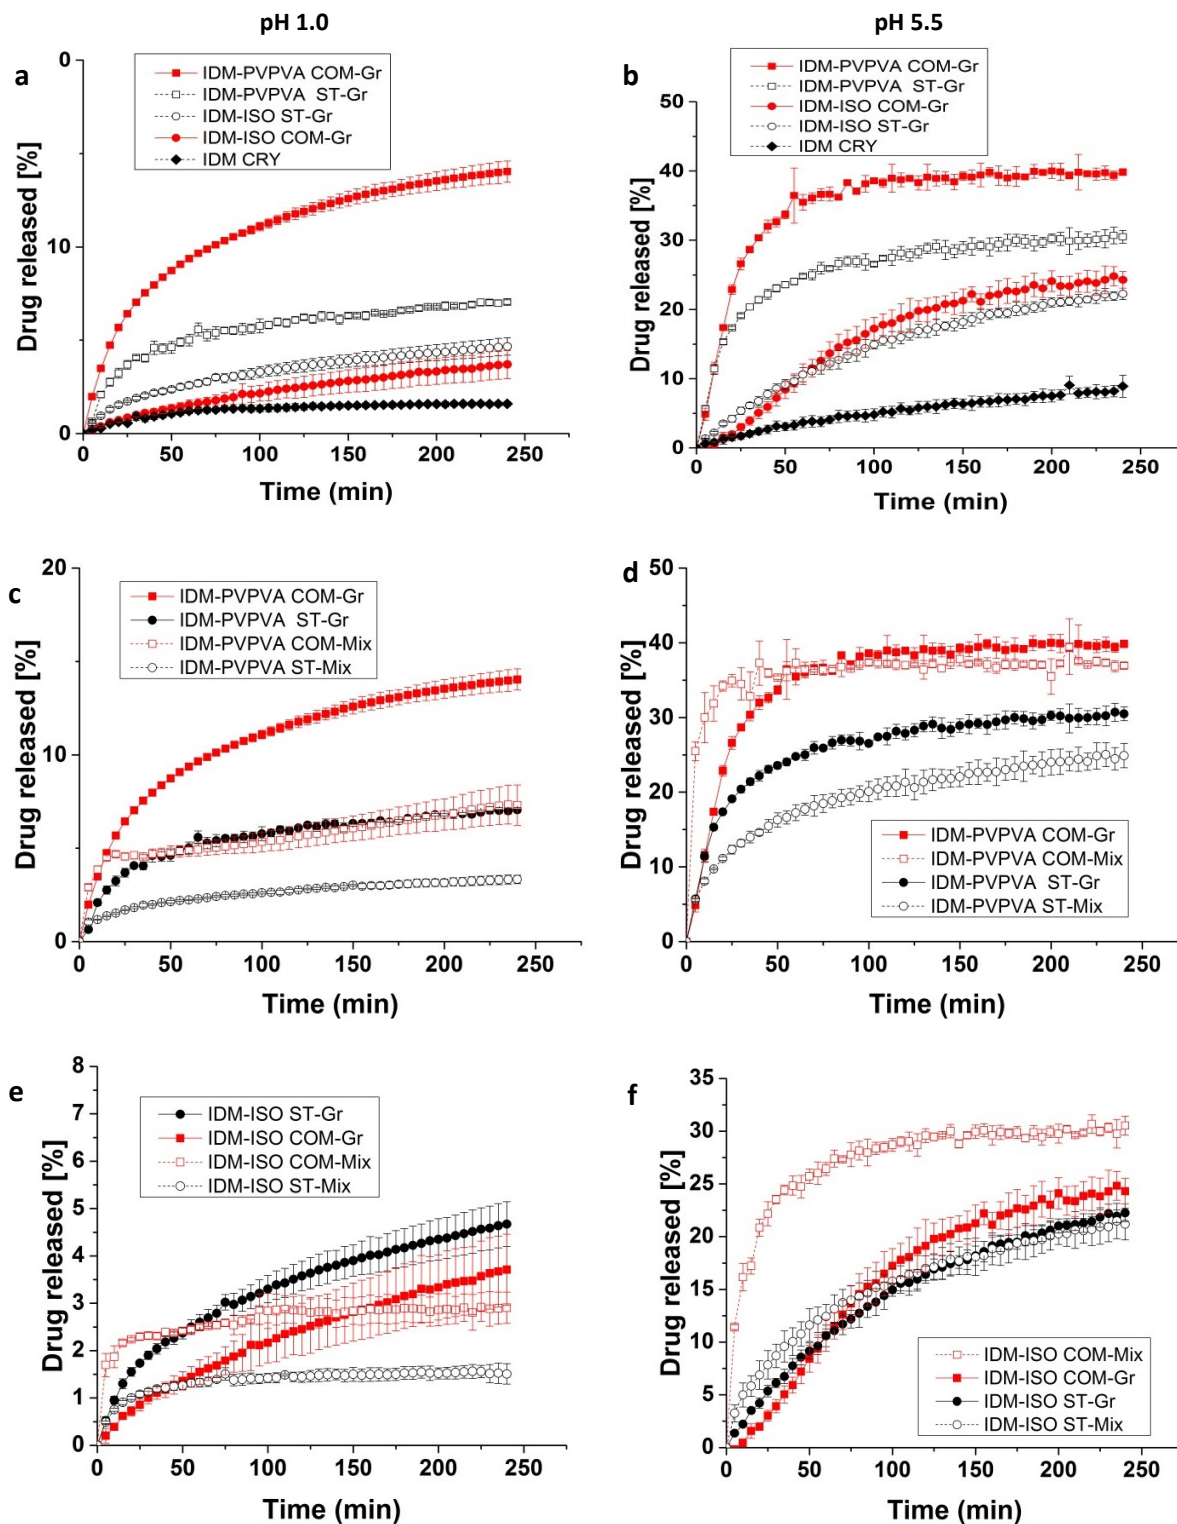 pH 1.0
pH 5.5
a
0
10
0
Drug released [%]
IDM-PVPVA COM-Gr
IDM-PVPVA ST-Gr
IDM-ISO ST-Gr
IDM-ISO COM-Gr
IDM CRY
0 50 100 150 200 250
Time (min)
b
IDM-PVPVA COM-Gr
IDM-PVPVA ST-Gr
IDM-ISO COM-Gr
IDM-ISO ST-Gr
IDM CRY
50
40
30
20
10
0
Drug released [%]
0 50 100 150 200 250
Time (min)
c
20
10
0
Drug released [%]
IDM-PVPVA COM-Gr
IDM-PVPVA ST-Gr
IDM-PVPVA COM-Mix
IDM-PVPVA ST-Mix
0 50 100 150 200 250
Time (min)
d
50
40
30
20
10
0
Drug released [%]
IDM-PVPVA COM-Gr
IDM-PVPVA COM-Mix
IDM-PVPVA ST-Gr
IDM-PVPVA ST-Mix
0 50 100 150 200 250
Time (min)
e
8
7
6
5
4
3
2
1
0
Drug released [%]
IDM-ISO ST-Gr
IDM-ISO COM-Gr
IDM-ISO COM-Mix
IDM-ISO ST-Mix
0 50 100 150 200 250
Time (min)
f
35
30
25
20
15
10
5
0
Drug released [%]
IDM-ISO COM-Mix
IDM-ISO COM-Gr
IDM-ISO ST-Gr
IDM-ISO ST-Mix
0 50 100 150 200 250
Time (min)